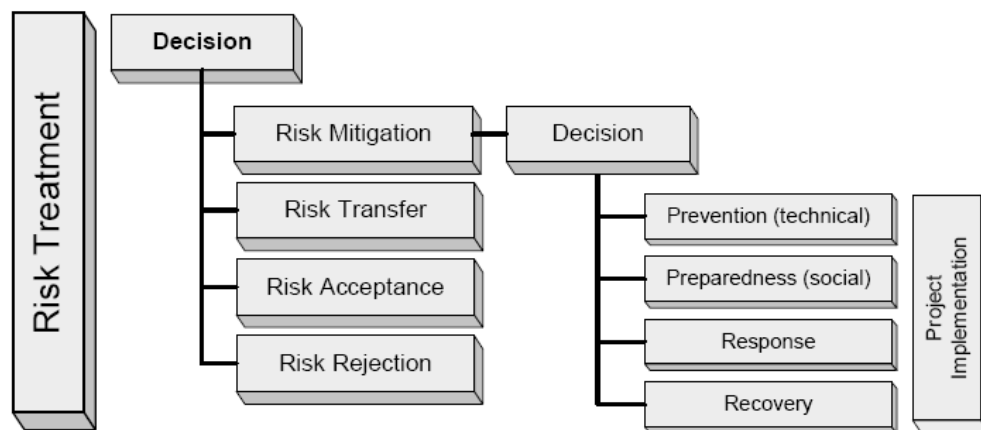 Risk Treatment
Decision
Risk Mitigation
Decision
Risk Transfer
Risk Acceptance
Risk Rejection
Prevention (technical)
Preparedness (social)
Response
Recovery
Project
Implementation